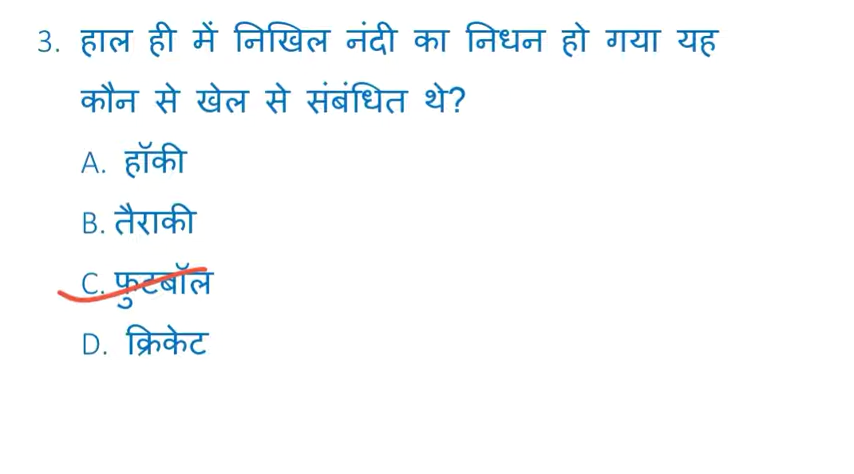 3. हाल ही में निखिल नंदी का निधन हो गया यह
कौन से खेल से संबंधित थे?
A. हॉकी
B. तैराकी
C. फुटबॉल
D. क्रिकेट